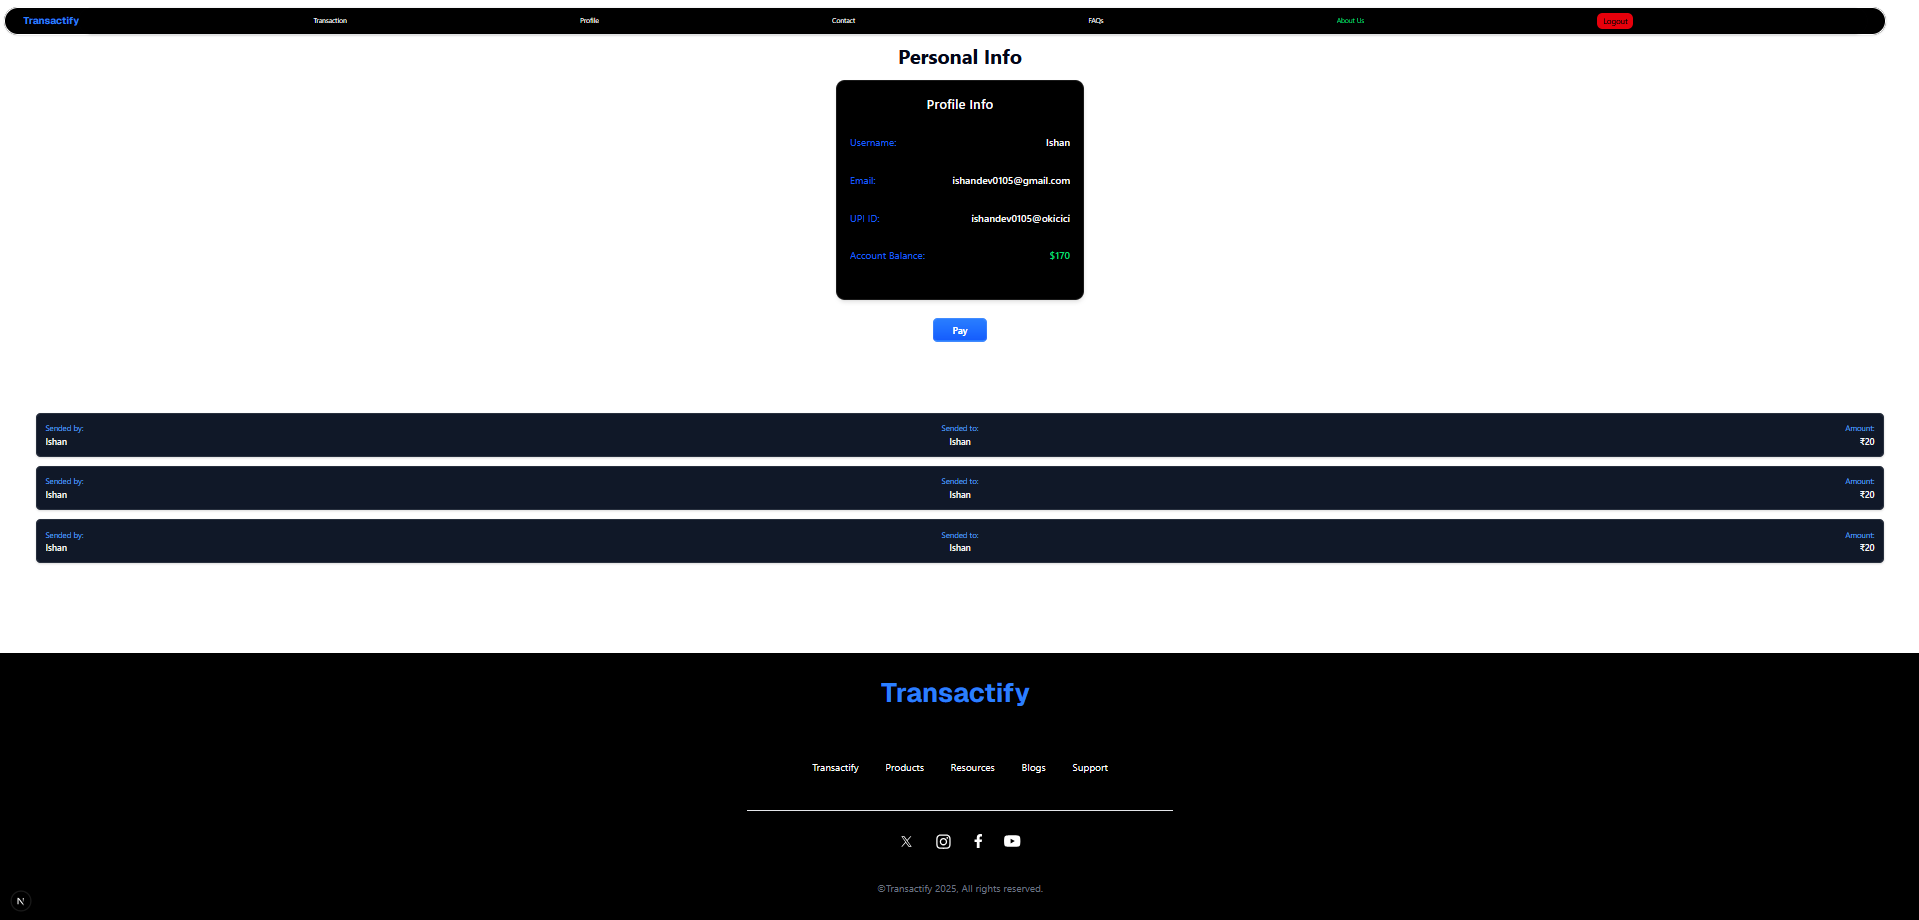 Transactify Transaction Profile Contact FAQs About Us Logout
Personal Info
Profile Info
Username: Ishan
Email: ishandev0105@gmail.com
UPI ID: ishandev0105@okicici
Account Balance: $170
Pay
Sended by: Sended to: Amount:
Ishan Ishan ₹20
Sended by: Sended to: Amount:
Ishan Ishan ₹20
Sended by: Sended to: Amount:
Ishan Ishan ₹20
Transactify
Transactify Products Resources Blogs Support
©Transactify 2025, All rights reserved.
N